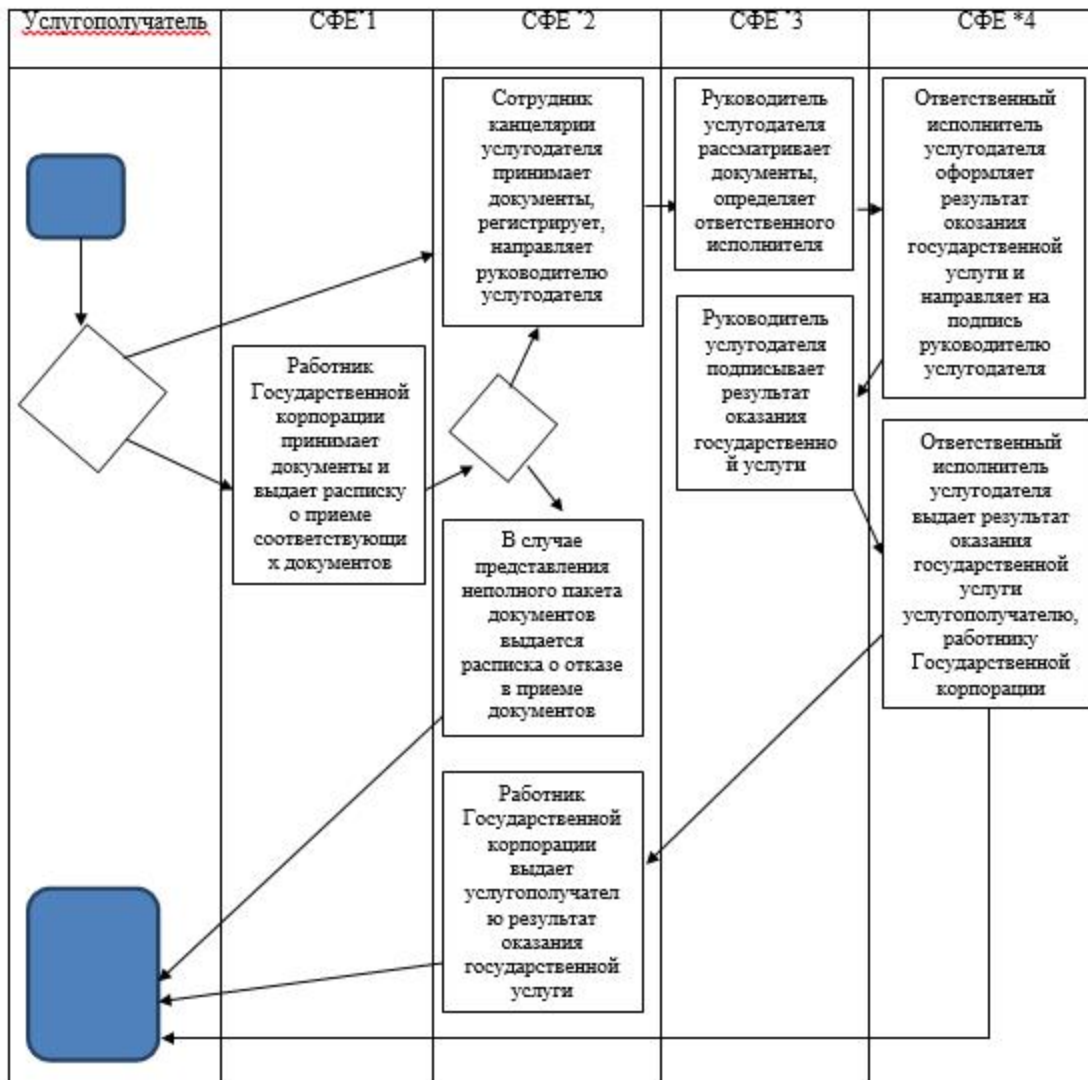 Услугополучатель
СФЕ*1
СФЕ *2
СФЕ *3
СФЕ *4
Сотрудник
канцелярии
услугодателя
принимает
документы,
регистрирует,
направляет
руководителю
услугодателя
Руководитель
услугодателя
рассматривает
документы,
определяет
ответственного
исполнителя
Ответственный
исполнитель
услугодателя
оформляет
результат
окозания
государственной
услуги и
направляет на
подпись
руководителю
услугодателя
Работник
Государственной
корпорации
принимает
документы и
выдает расписку
о приеме
соответствующи
х документов
Руководитель
услугодателя
подписывает
результат
оказания
государственно
й услуги
Ответственный
исполнитель
услугодателя
выдает результат
оказания
государственной
услуги
услугополучателю,
работнику
Государственной
корпорации
В случае
представления
неполного пакета
документов
выдается
расписка о отказе
в приеме
документов
Работник
Государственной
корпорации
выдает
услугополучател
ю результат
оказания
государственной
услуги